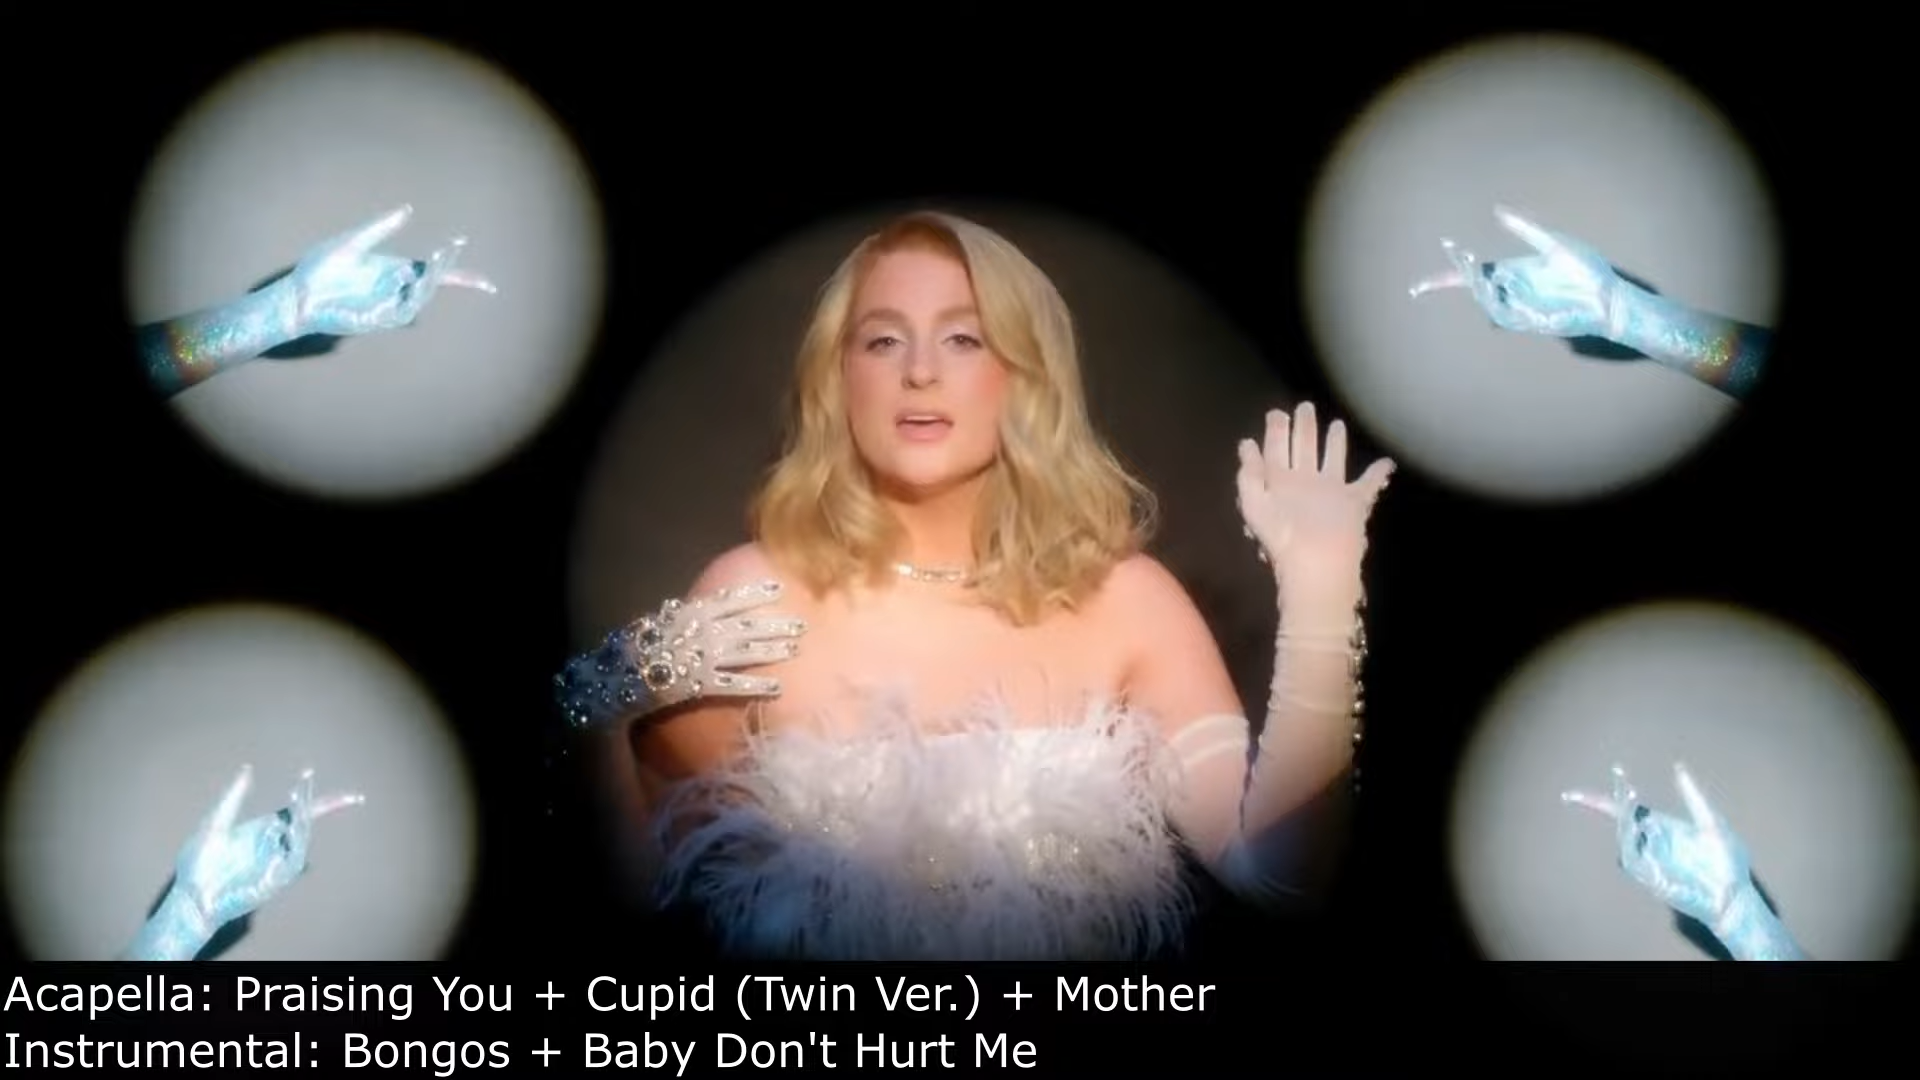 Acapella: Praising You + Cupid (Twin Ver.) + Mother
Instrumental: Bongos + Baby Don't Hurt Me